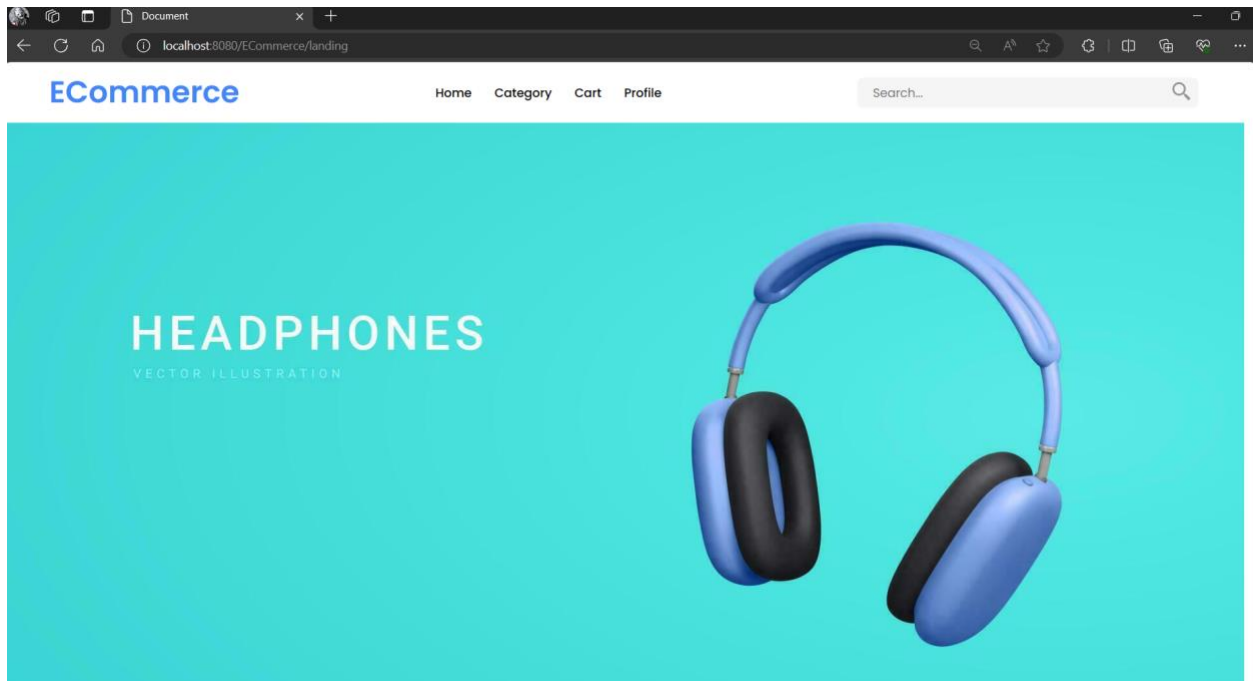 Document
localhost:8080/ECommerce/landing
ECommerce
Home Category Cart Profile
Search...
HEADPHONES
VECTOR ILLUSTRATION